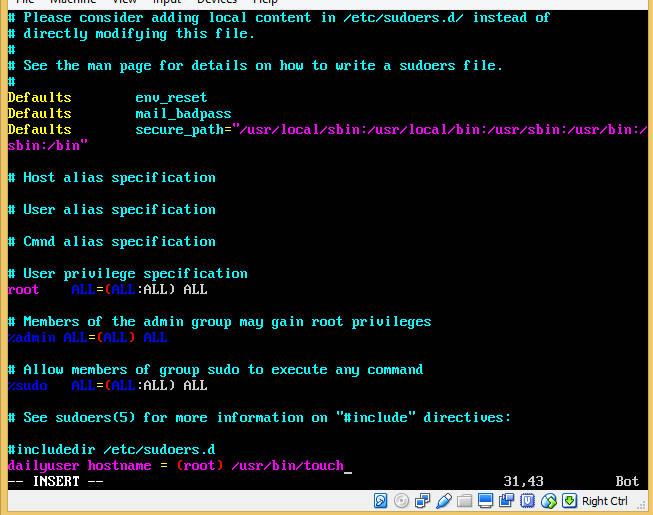 File Machine View Input Devices Help
# Please consider adding local content in /etc/sudoers.d/ instead of
# directly modifying this file.
#
# See the man page for details on how to write a sudoers file.
#
Defaults env_reset
Defaults mail_badpass
Defaults secure_path="/usr/local/sbin:/usr/local/bin:/usr/sbin:/usr/bin:/
sbin:/bin"
# Host alias specification
# User alias specification
# Cmnd alias specification
# User privilege specification
root ALL=(ALL:ALL) ALL
# Members of the admin group may gain root privileges
%admin ALL=(ALL) ALL
# Allow members of group sudo to execute any command
%sudo ALL=(ALL:ALL) ALL
# See sudoers(5) for more information on "#include" directives:
#includedir /etc/sudoers.d
dailyuser hostname = (root) /usr/bin/touch
-- INSERT -- 31,43 Bot
Right Ctrl